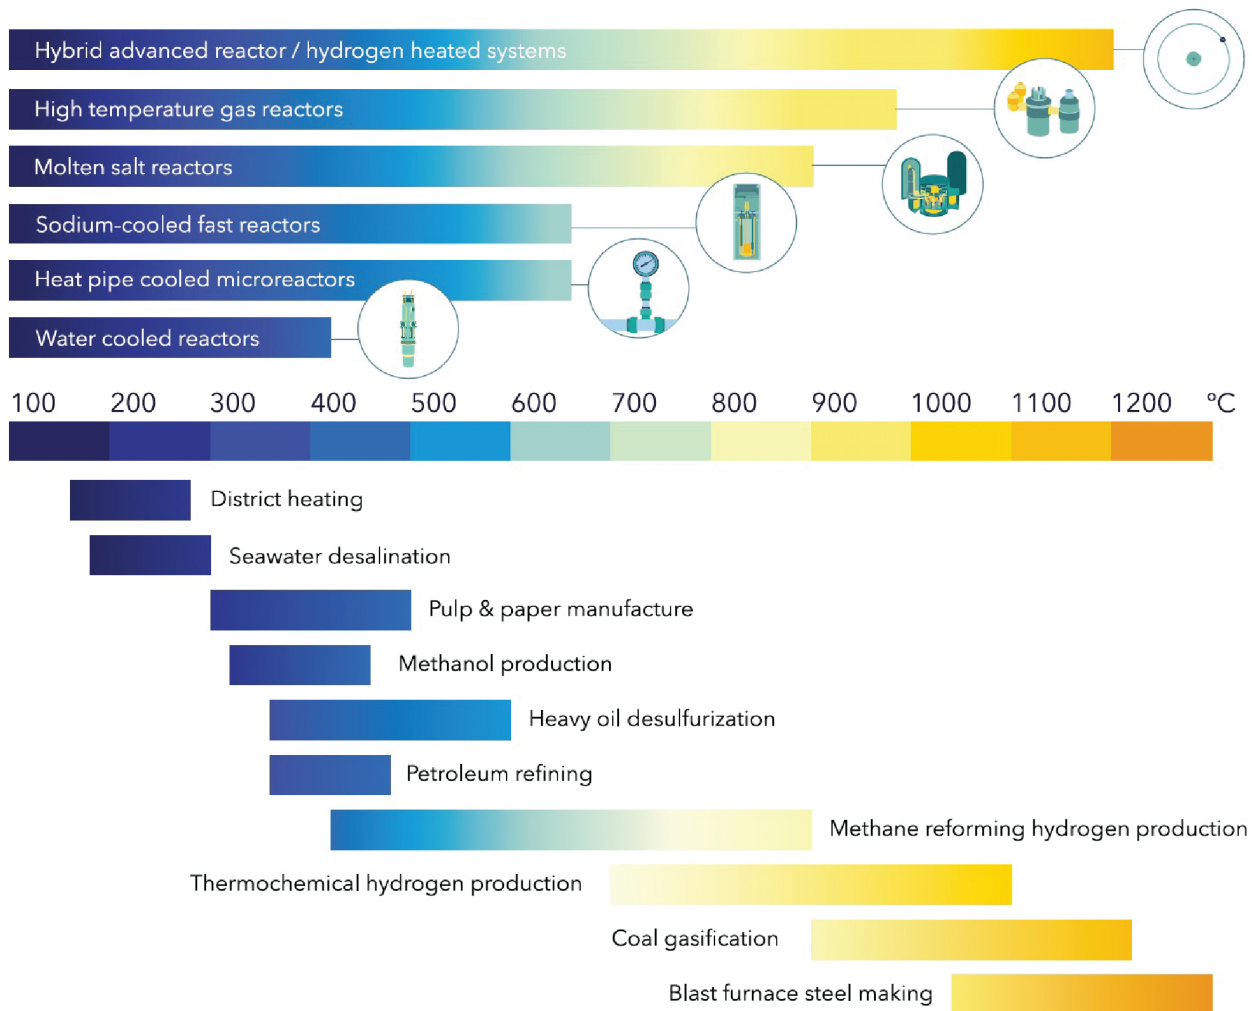 Hybrid advanced reactor / hydrogen heated systems
High temperature gas reactors
Molten salt reactors
Sodium-cooled fast reactors
Heat pipe cooled microreactors
Water cooled reactors
100 200 300 400 500 600 700 800 900 1000 1100 1200 ºC
District heating
Seawater desalination
Pulp & paper manufacture
Methanol production
Heavy oil desulfurization
Petroleum refining
Methane reforming hydrogen production
Thermochemical hydrogen production
Coal gasification
Blast furnace steel making